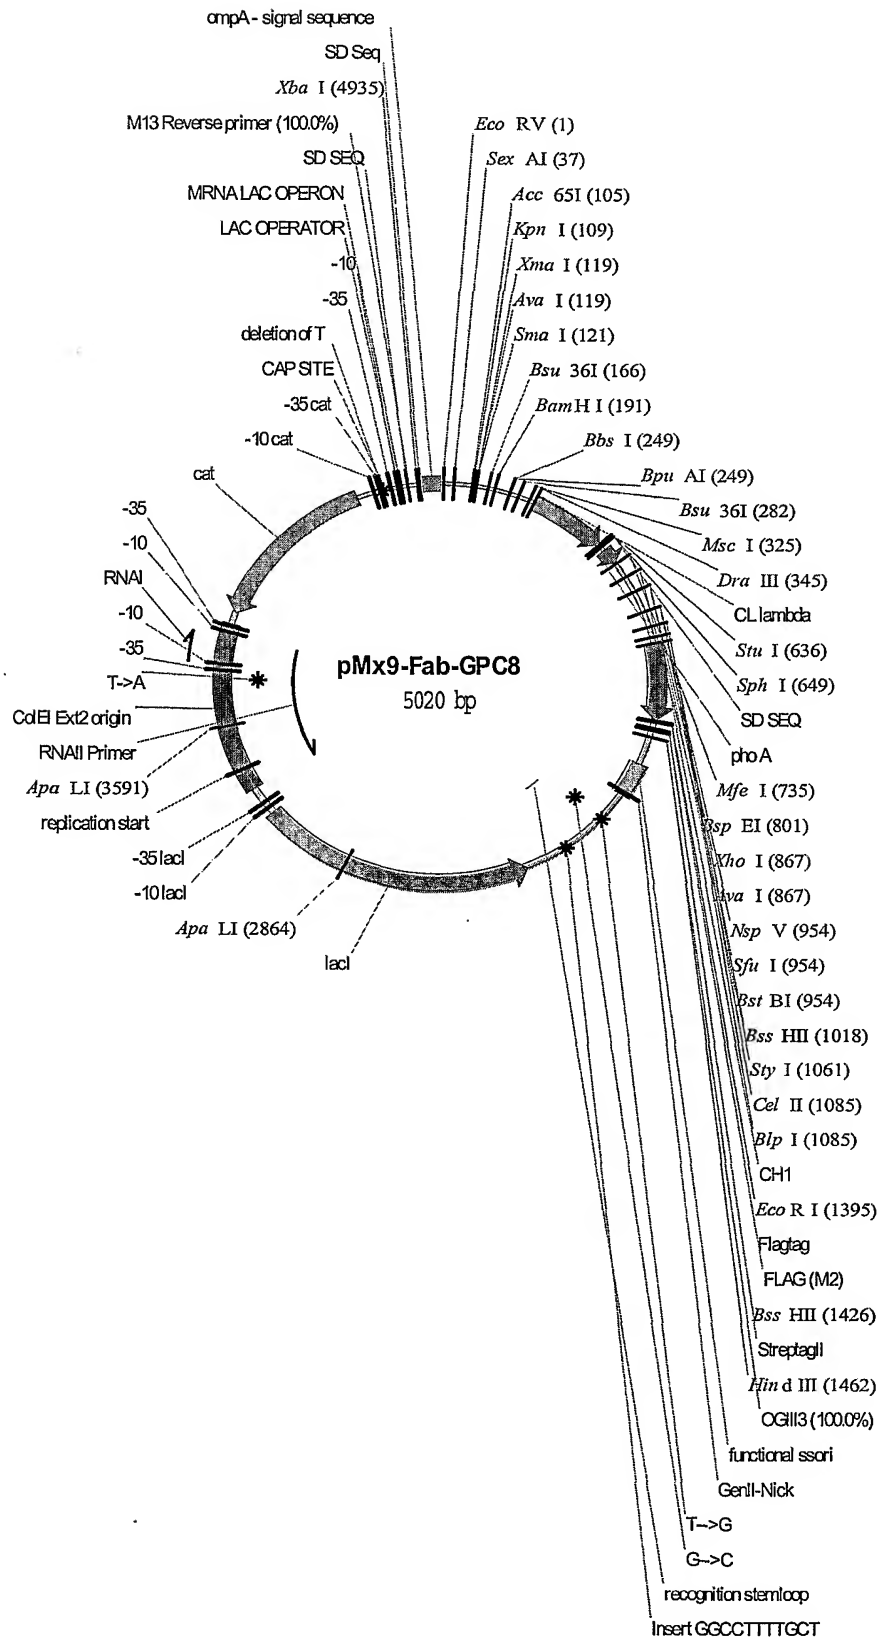 ompA - signal sequence
SD Seq
Xba I (4935)
M13 Reverse primer (100.0%)
SD SEQ
MRNA LAC OPERON
LAC OPERATOR
-10
-35
deletion of T
CAP SITE
-35 cat
-10 cat
cat
-35
-10
RNAI
-10
-35
T->A
ColEI Ext2 origin
RNAII Primer
Apa LI (3591)
replication start
-35 lacI
-10 lacI
Apa LI (2864)
lacI
pMx9-Fab-GPC8
5020 bp
Eco RV (1)
Sex AI (37)
Acc 65I (105)
Kpn I (109)
Xma I (119)
Ava I (119)
Sma I (121)
Bsu 36I (166)
BamH I (191)
Bbs I (249)
Bpu AI (249)
Bsu 36I (282)
Msc I (325)
Dra III (345)
CL lambda
Stu I (636)
Sph I (649)
SD SEQ
pho A
Mfe I (735)
Bsp EI (801)
Xho I (867)
Ava I (867)
Nsp V (954)
Sfu I (954)
Bst BI (954)
Bss HII (1018)
Sty I (1061)
Cel II (1085)
Blp I (1085)
CH1
Eco R I (1395)
Flagtag
FLAG (M2)
Bss HII (1426)
StreptagII
Hin d III (1462)
OGIII3 (100.0%)
functional ssori
GenII-Nick
T-->G
G-->C
recognition stemloop
Insert GGCCTTTTGCT